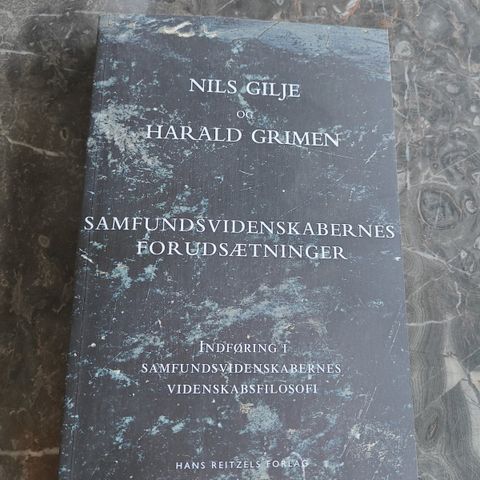 NILS GILJE
OG
HARALD GRIMEN
SAMFUNDSVIDENSKABERNES
FORUDSÆTNINGER
INDFØRING I
SAMFUNDSVIDENSKABERNES
VIDENSKABSFILOSOFI
HANS REITZELS FORLAG